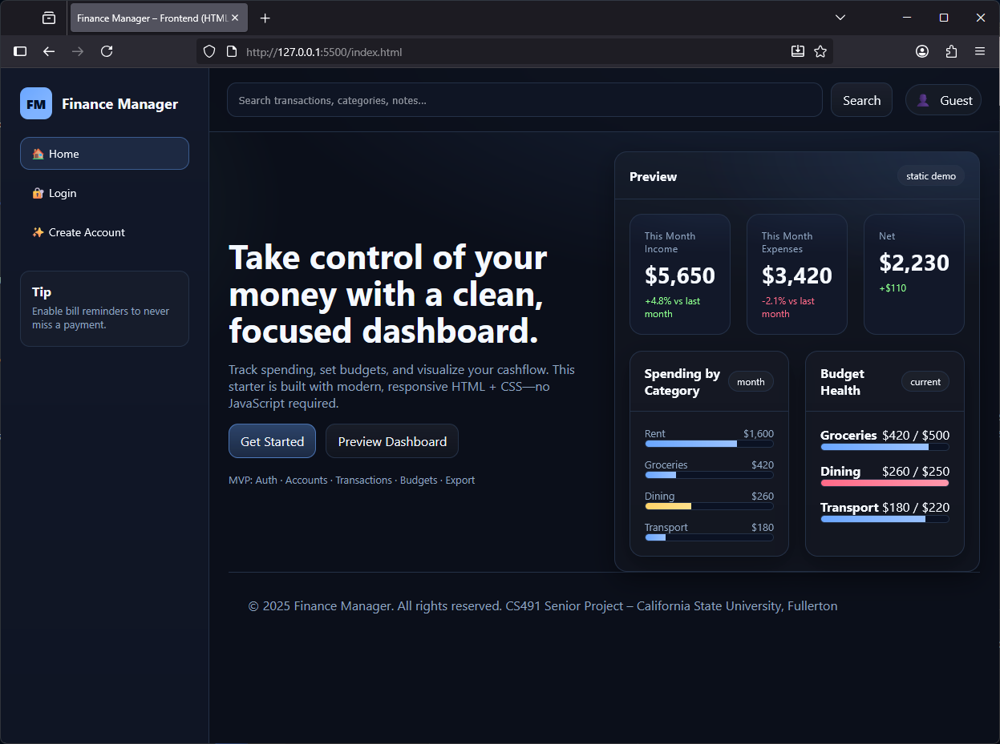 Finance Manager – Frontend (HTML
http://127.0.0.1:5500/index.html
FM Finance Manager
Home
Login
Create Account
Tip
Enable bill reminders to never
miss a payment.
Search transactions, categories, notes...
Search
Guest
Take control of your
money with a clean,
focused dashboard.
Track spending, set budgets, and visualize your cashflow. This
starter is built with modern, responsive HTML + CSS—no
JavaScript required.
Get Started
Preview Dashboard
MVP: Auth · Accounts · Transactions · Budgets · Export
Preview
static demo
This Month
Income
$5,650
+4.8% vs last
month
This Month
Expenses
$3,420
-2.1% vs last
month
Net
$2,230
+$110
Spending by
Category
month
Rent $1,600
Groceries $420
Dining $260
Transport $180
Budget
Health
current
Groceries $420 / $500
Dining $260 / $250
Transport $180 / $220
© 2025 Finance Manager. All rights reserved. CS491 Senior Project – California State University, Fullerton